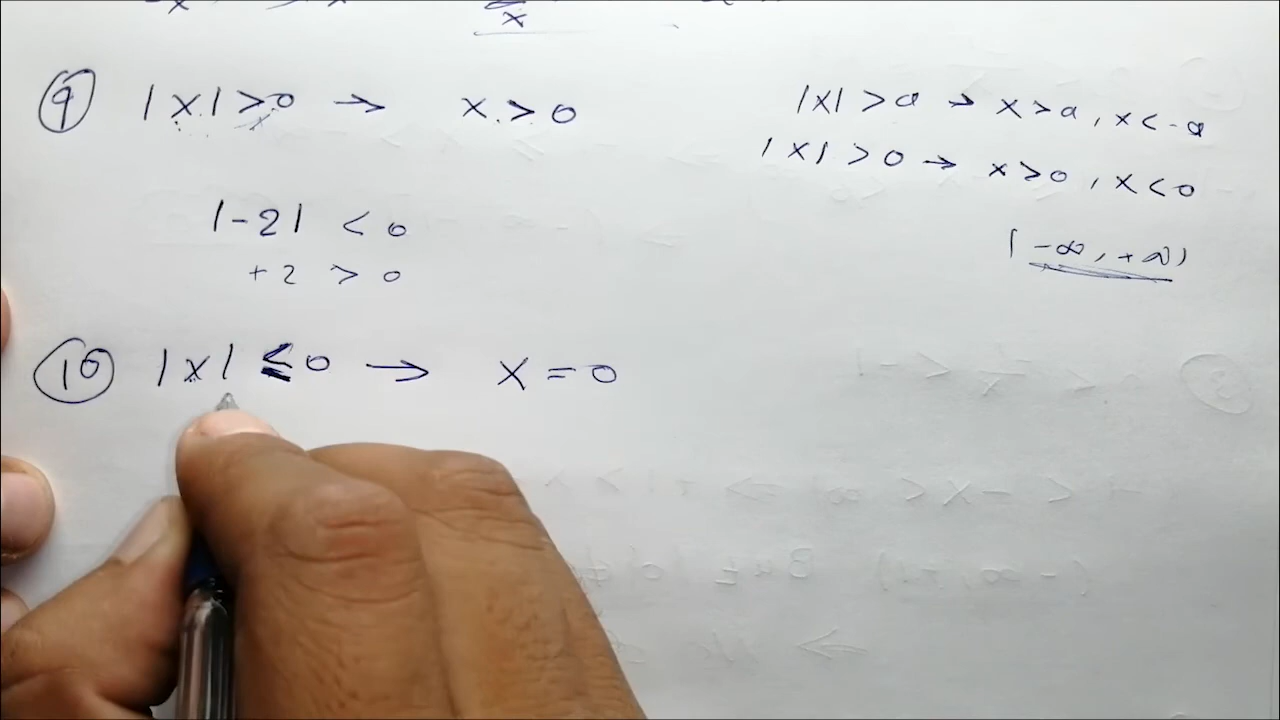 x
⑨ |x| > 0 → x > 0
|x| > a → x > a, x < -a
|x| > 0 → x > 0, x < 0
(-∞, +∞)
|-2| < 0
+2 > 0
⑩ |x| ≤ 0 → x = 0